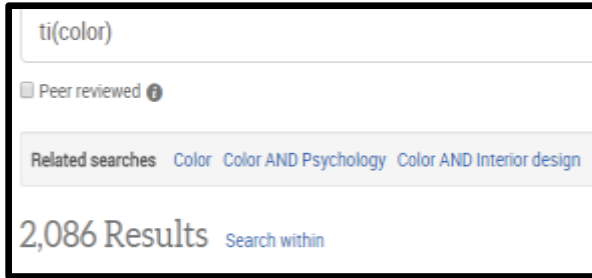 ti(color)
Peer reviewed
Related searches Color Color AND Psychology Color AND Interior design
2,086 Results Search within